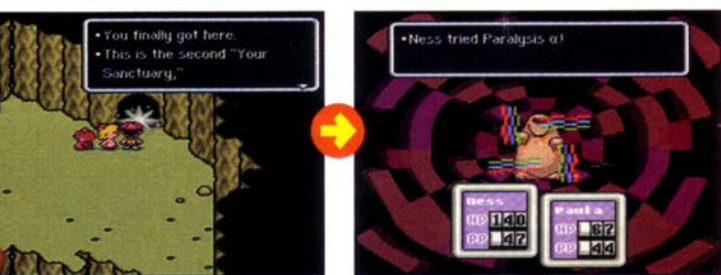 •You finally got here.
•This is the second "Your
Sanctuary,"
•Ness tried Paralysis α!
Ness
HP 140
PP 47
Paula
HP 67
PP 44